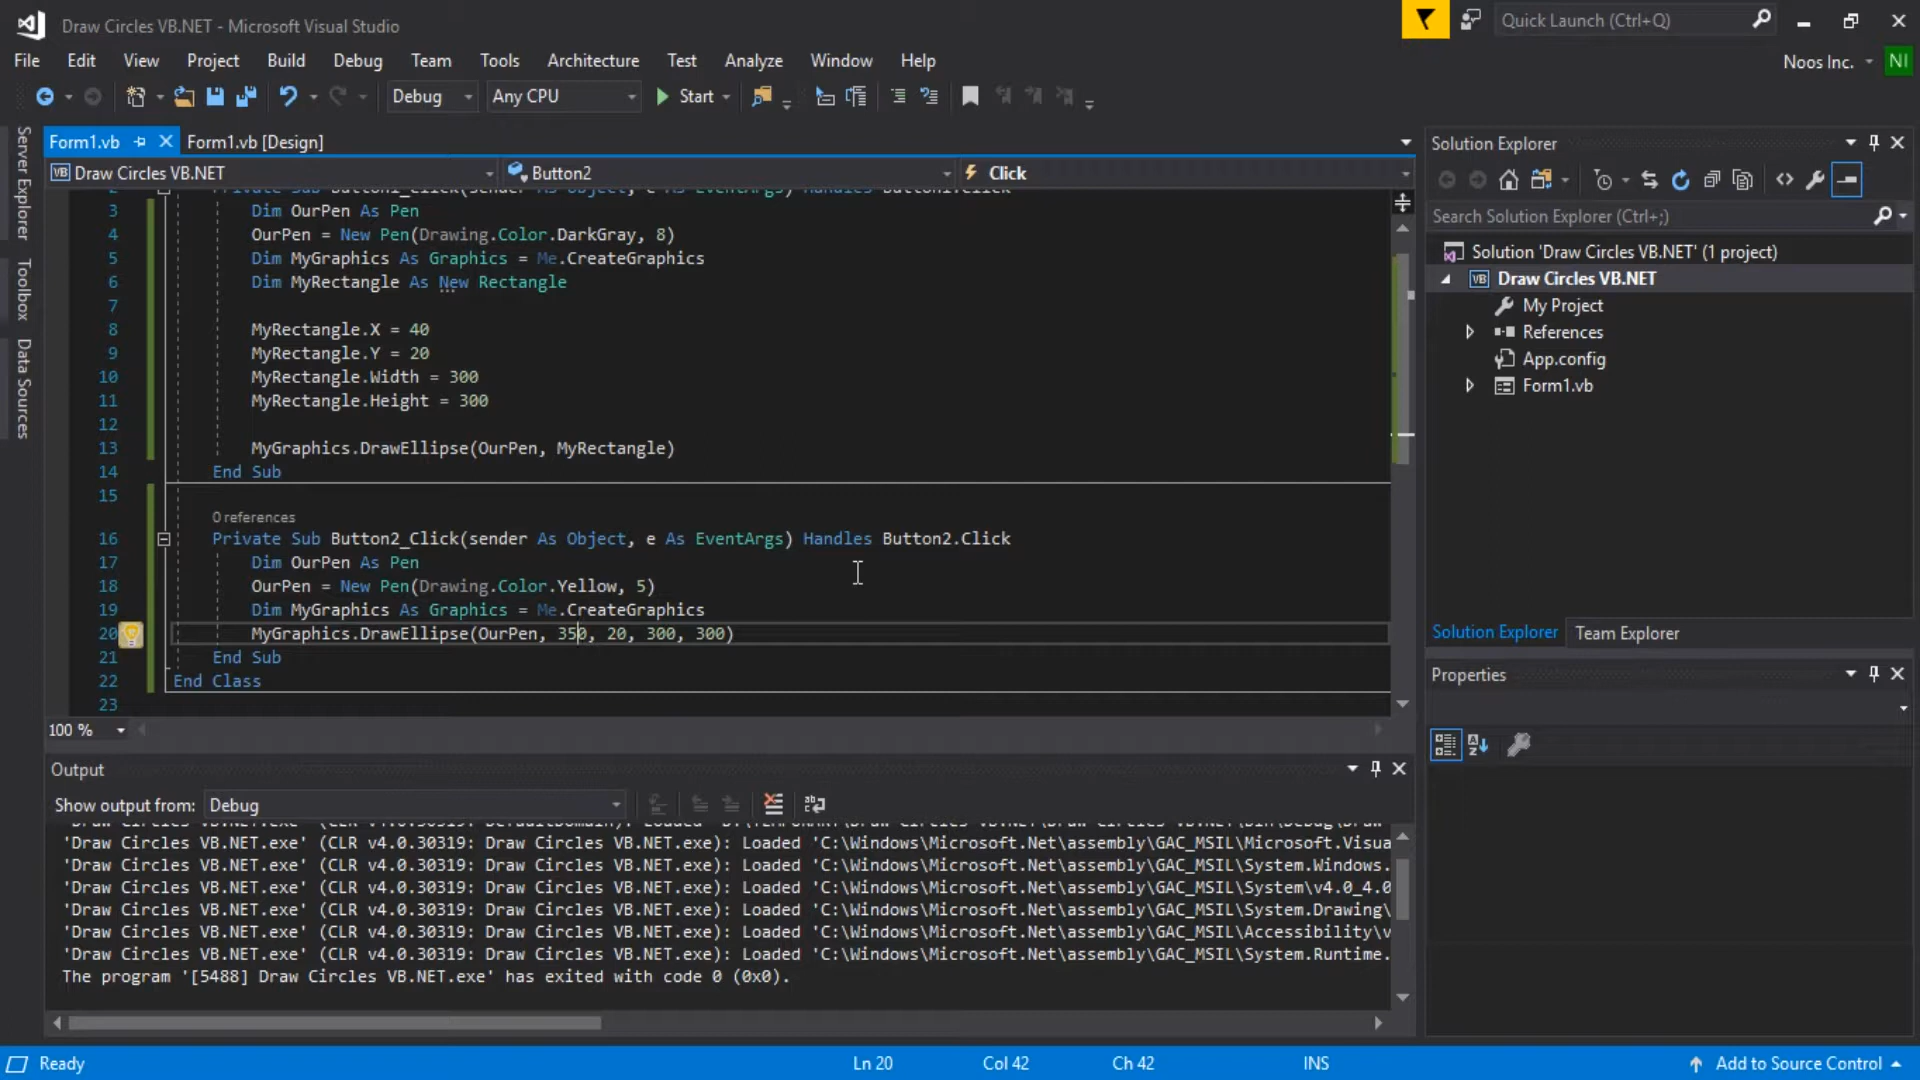 Draw Circles VB.NET - Microsoft Visual Studio
Quick Launch (Ctrl+Q)
File Edit View Project Build Debug Team Tools Architecture Test Analyze Window Help
Noos Inc. NI
Debug Any CPU Start
Server Explorer
Toolbox
Data Sources
Form1.vb Form1.vb [Design]
Draw Circles VB.NET Button2 Click
2 Private Sub Button1_Click(sender As Object, e As EventArgs) Handles Button1.Click
3 Dim OurPen As Pen
4 OurPen = New Pen(Drawing.Color.DarkGray, 8)
5 Dim MyGraphics As Graphics = Me.CreateGraphics
6 Dim MyRectangle As New Rectangle
7
8 MyRectangle.X = 40
9 MyRectangle.Y = 20
10 MyRectangle.Width = 300
11 MyRectangle.Height = 300
12
13 MyGraphics.DrawEllipse(OurPen, MyRectangle)
14 End Sub
15
0 references
16 Private Sub Button2_Click(sender As Object, e As EventArgs) Handles Button2.Click
17 Dim OurPen As Pen
18 OurPen = New Pen(Drawing.Color.Yellow, 5)
19 Dim MyGraphics As Graphics = Me.CreateGraphics
20 MyGraphics.DrawEllipse(OurPen, 350, 20, 300, 300)
21 End Sub
22 End Class
23
100 %
Output
Show output from: Debug
'Draw Circles VB.NET.exe' (CLR v4.0.30319: Draw Circles VB.NET.exe): Loaded 'C:\Windows\Microsoft.Net\assembly\GAC_MSIL\Microsoft.Visua
'Draw Circles VB.NET.exe' (CLR v4.0.30319: Draw Circles VB.NET.exe): Loaded 'C:\Windows\Microsoft.Net\assembly\GAC_MSIL\System.Windows.
'Draw Circles VB.NET.exe' (CLR v4.0.30319: Draw Circles VB.NET.exe): Loaded 'C:\Windows\Microsoft.Net\assembly\GAC_MSIL\System\v4.0_4.0
'Draw Circles VB.NET.exe' (CLR v4.0.30319: Draw Circles VB.NET.exe): Loaded 'C:\Windows\Microsoft.Net\assembly\GAC_MSIL\System.Drawing\
'Draw Circles VB.NET.exe' (CLR v4.0.30319: Draw Circles VB.NET.exe): Loaded 'C:\Windows\Microsoft.Net\assembly\GAC_MSIL\Accessibility\v
'Draw Circles VB.NET.exe' (CLR v4.0.30319: Draw Circles VB.NET.exe): Loaded 'C:\Windows\Microsoft.Net\assembly\GAC_MSIL\System.Runtime.
The program '[5488] Draw Circles VB.NET.exe' has exited with code 0 (0x0).
Solution Explorer
Search Solution Explorer (Ctrl+;)
Solution 'Draw Circles VB.NET' (1 project)
Draw Circles VB.NET
My Project
References
App.config
Form1.vb
Solution Explorer Team Explorer
Properties
Ready Ln 20 Col 42 Ch 42 INS Add to Source Control